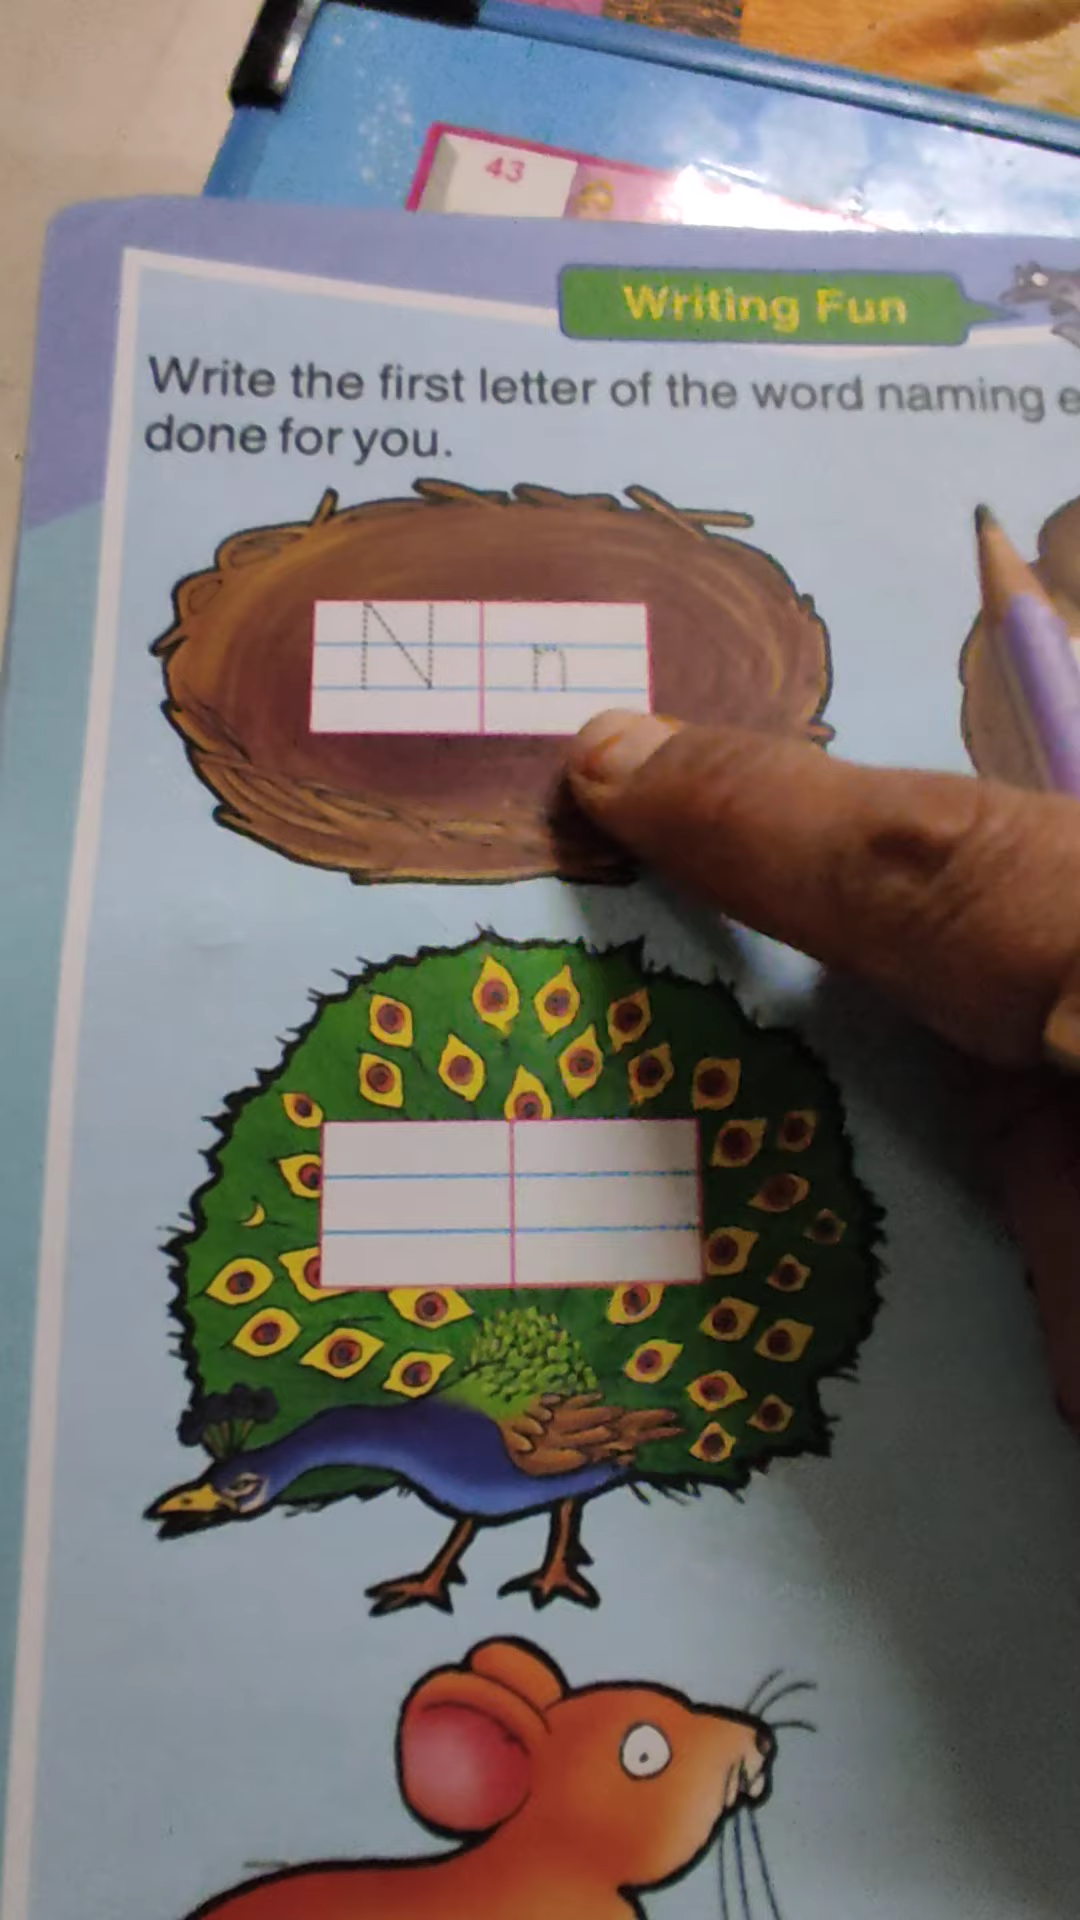 43
Writing Fun
Write the first letter of the word naming
done for you.
N n